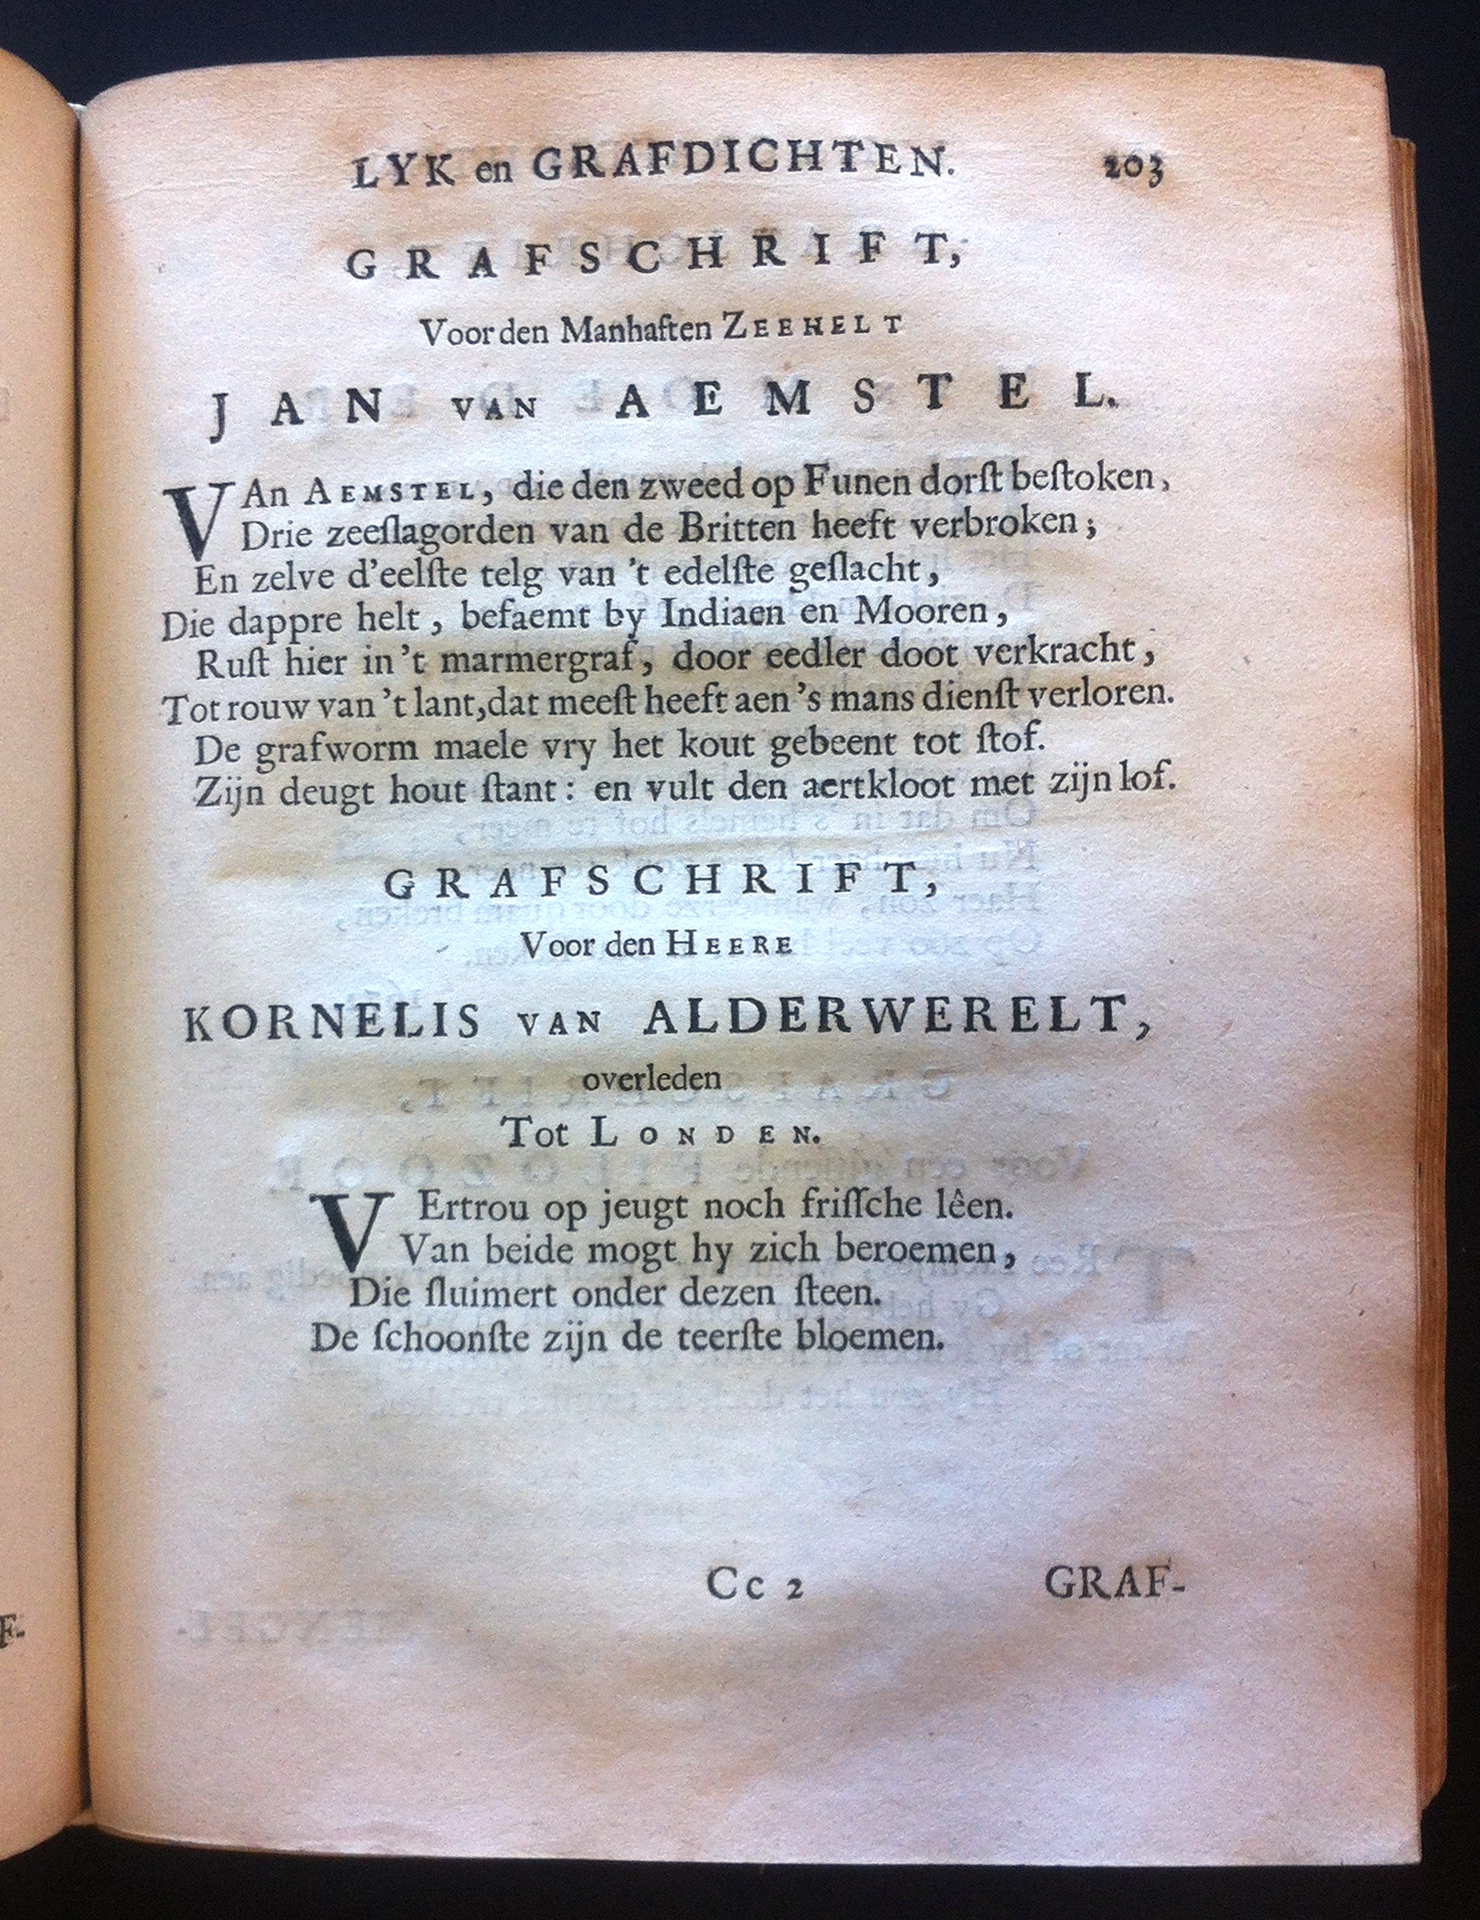 LYK en GRAFDICHTEN. 203
GRAFSCHRIFT,
Voor den Manhaften ZEEHELT
JAN VAN AEMSTEL.
VAn AEMSTEL, die den zweed op Funen dorſt beſtoken,
Drie zeeſlagorden van de Britten heeft verbroken;
En zelve d'eelſte telg van 't edelſte geſlacht,
Die dappre helt, befaemt by Indiaen en Mooren,
Ruſt hier in 't marmergraf, door eedler doot verkracht,
Tot rouw van 't lant, dat meeſt heeft aen 's mans dienſt verloren.
De grafworm maele vry het kout gebeent tot ſtof.
Zijn deugt hout ſtant: en vult den aertkloot met zijn lof.
GRAFSCHRIFT,
Voor den HEERE
KORNELIS VAN ALDERWERELT,
overleden
Tot LONDEN.
VErtrou op jeugt noch friſſche lêen.
Van beide mogt hy zich beroemen,
Die ſluimert onder dezen ſteen.
De ſchoonſte zijn de teerſte bloemen.
Cc 2 GRAF-
F-